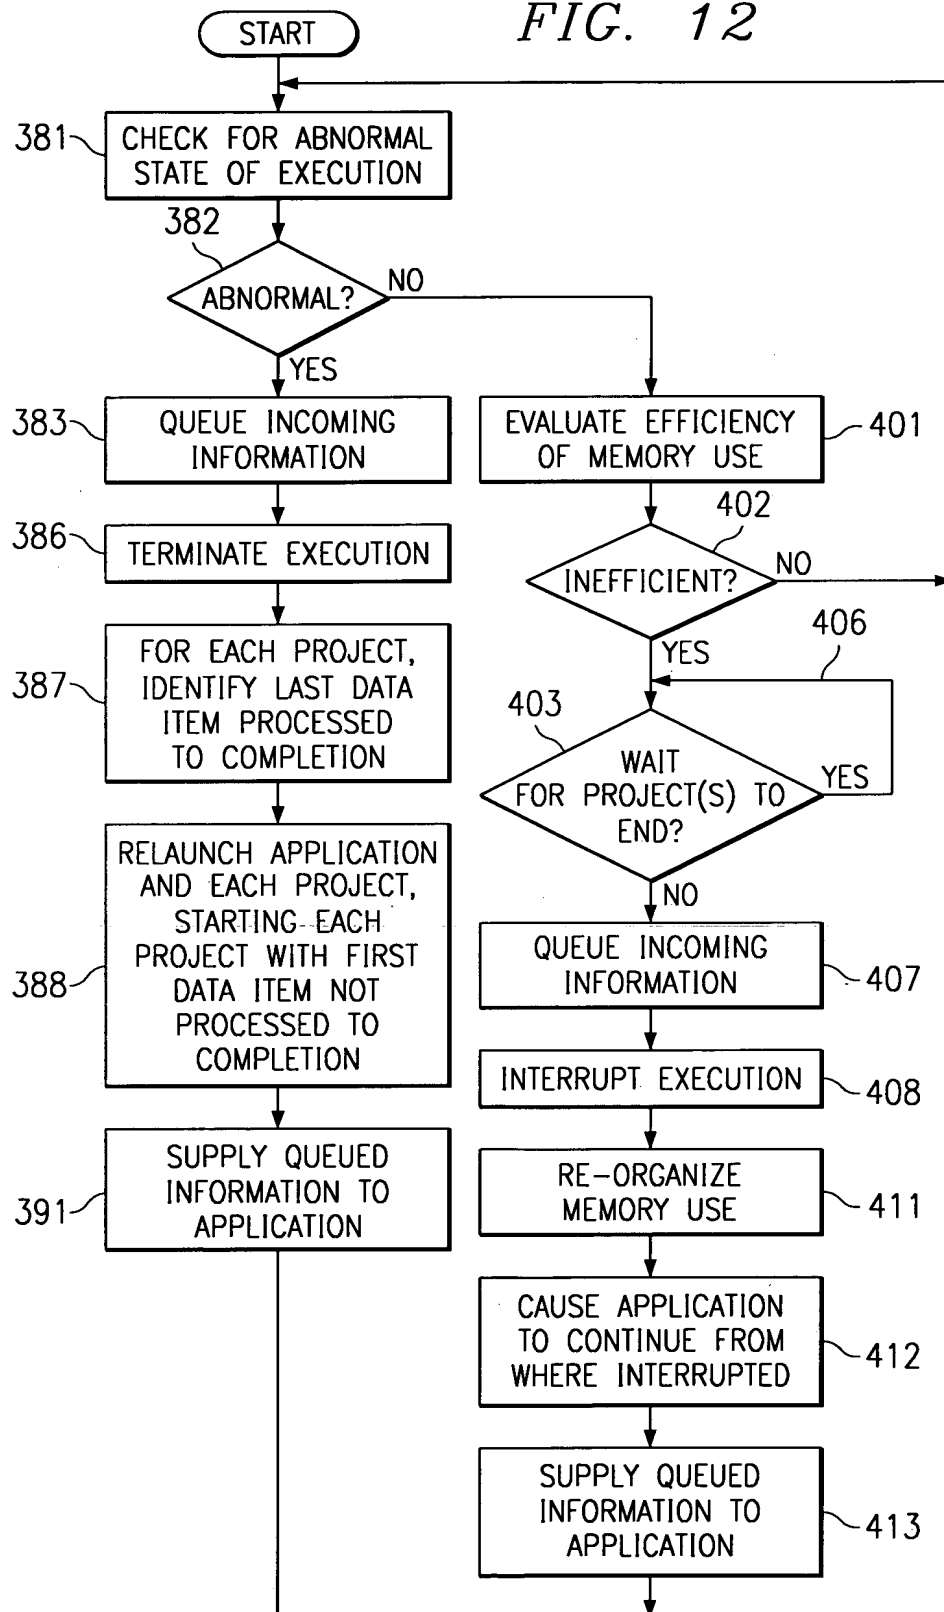 FIG. 12
START
381
CHECK FOR ABNORMAL
STATE OF EXECUTION
382
ABNORMAL?
NO
YES
383
QUEUE INCOMING
INFORMATION
386
TERMINATE EXECUTION
387
FOR EACH PROJECT,
IDENTIFY LAST DATA
ITEM PROCESSED
TO COMPLETION
388
RELAUNCH APPLICATION
AND EACH PROJECT,
STARTING EACH
PROJECT WITH FIRST
DATA ITEM NOT
PROCESSED TO
COMPLETION
391
SUPPLY QUEUED
INFORMATION TO
APPLICATION
EVALUATE EFFICIENCY
OF MEMORY USE
401
402
INEFFICIENT?
NO
YES
406
403
WAIT
FOR PROJECT(S) TO
END?
YES
NO
QUEUE INCOMING
INFORMATION
407
INTERRUPT EXECUTION
408
RE-ORGANIZE
MEMORY USE
411
CAUSE APPLICATION
TO CONTINUE FROM
WHERE INTERRUPTED
412
SUPPLY QUEUED
INFORMATION TO
APPLICATION
413